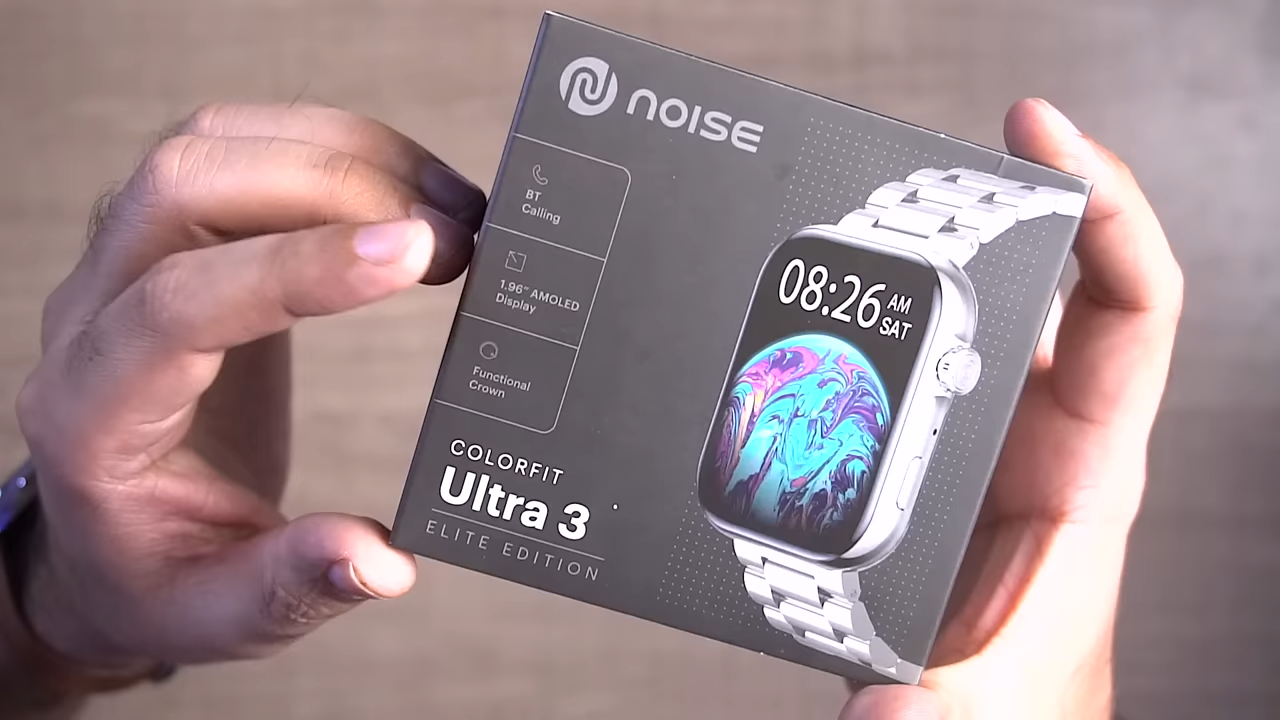 NOISE
BT
Calling
1.96" AMOLED
Display
Functional
Crown
COLORFIT
Ultra 3
ELITE EDITION
08:26 AM
SAT